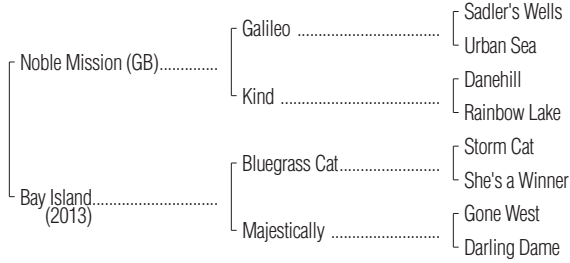 Sadler's Wells
Galileo ................................
Urban Sea
Noble Mission (GB)..............
Danehill
Kind ....................................
Rainbow Lake
Storm Cat
Bluegrass Cat.......................
She's a Winner
Bay Island..............................
(2013)
Gone West
Majestically .........................
Darling Dame